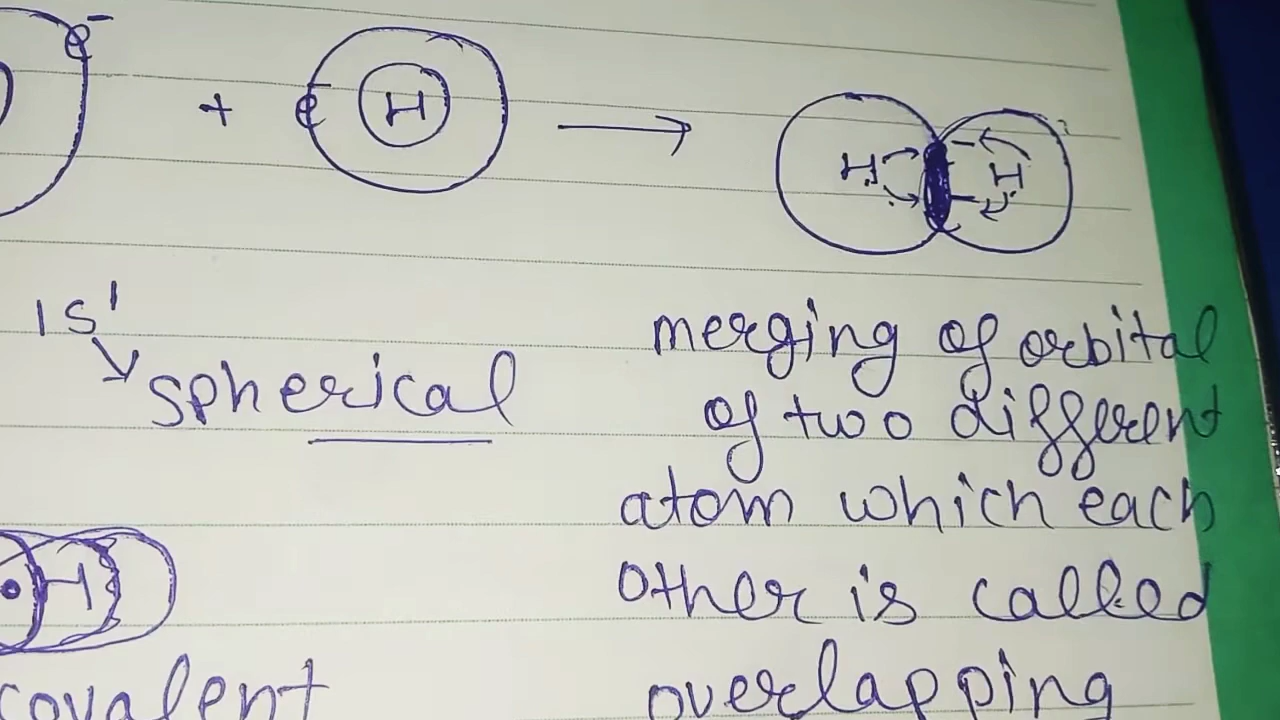 e⁻ + e⁻ H → H H
1s¹
spherical
merging of orbital
of two different
atom which each
other is called
overlapping
H
covalent